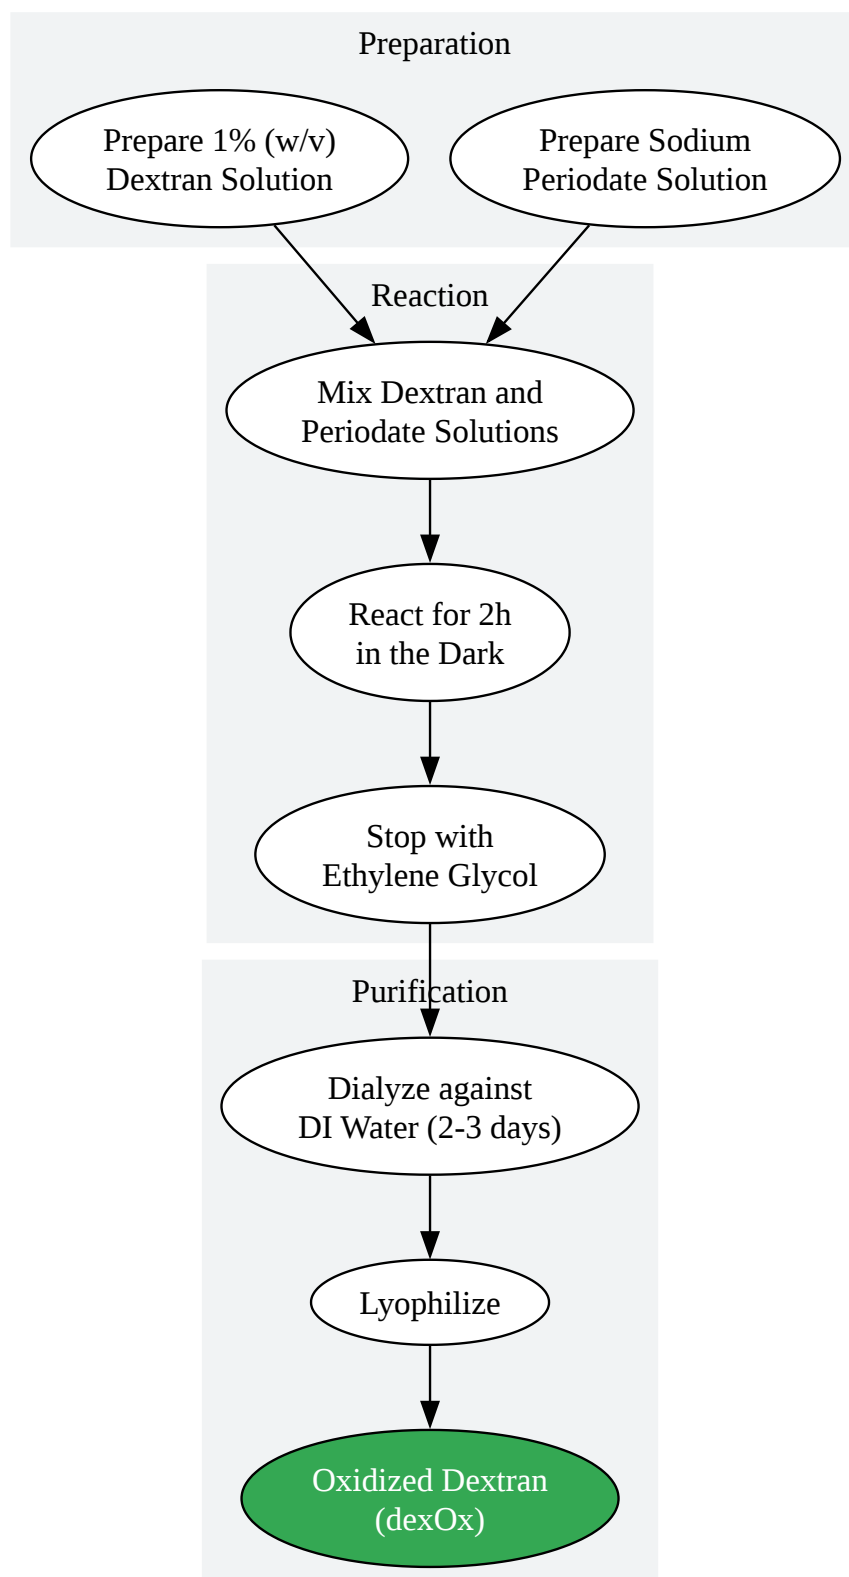 Preparation
Prepare 1% (w/v)
Dextran Solution
Prepare Sodium
Periodate Solution
Reaction
Mix Dextran and
Periodate Solutions
React for 2h
in the Dark
Stop with
Ethylene Glycol
Purification
Dialyze against
DI Water (2-3 days)
Lyophilize
Oxidized Dextran
(dexOx)